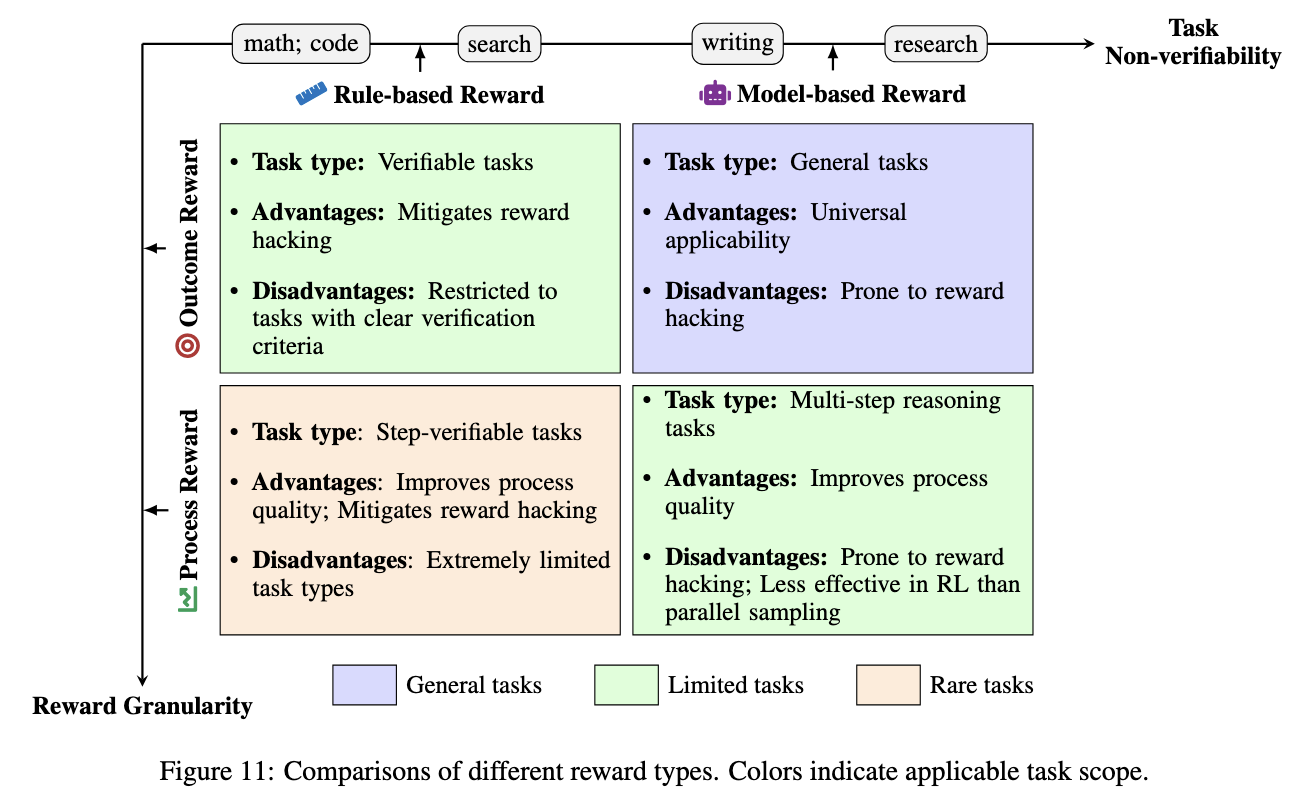 math; code
search
writing
research
Task
Non-verifiability
Rule-based Reward
Model-based Reward
Outcome Reward
• Task type: Verifiable tasks
• Advantages: Mitigates reward
hacking
• Disadvantages: Restricted to
tasks with clear verification
criteria
• Task type: General tasks
• Advantages: Universal
applicability
• Disadvantages: Prone to reward
hacking
Process Reward
• Task type: Step-verifiable tasks
• Advantages: Improves process
quality; Mitigates reward hacking
• Disadvantages: Extremely limited
task types
• Task type: Multi-step reasoning
tasks
• Advantages: Improves process
quality
• Disadvantages: Prone to reward
hacking; Less effective in RL than
parallel sampling
Reward Granularity
General tasks
Limited tasks
Rare tasks
Figure 11: Comparisons of different reward types. Colors indicate applicable task scope.